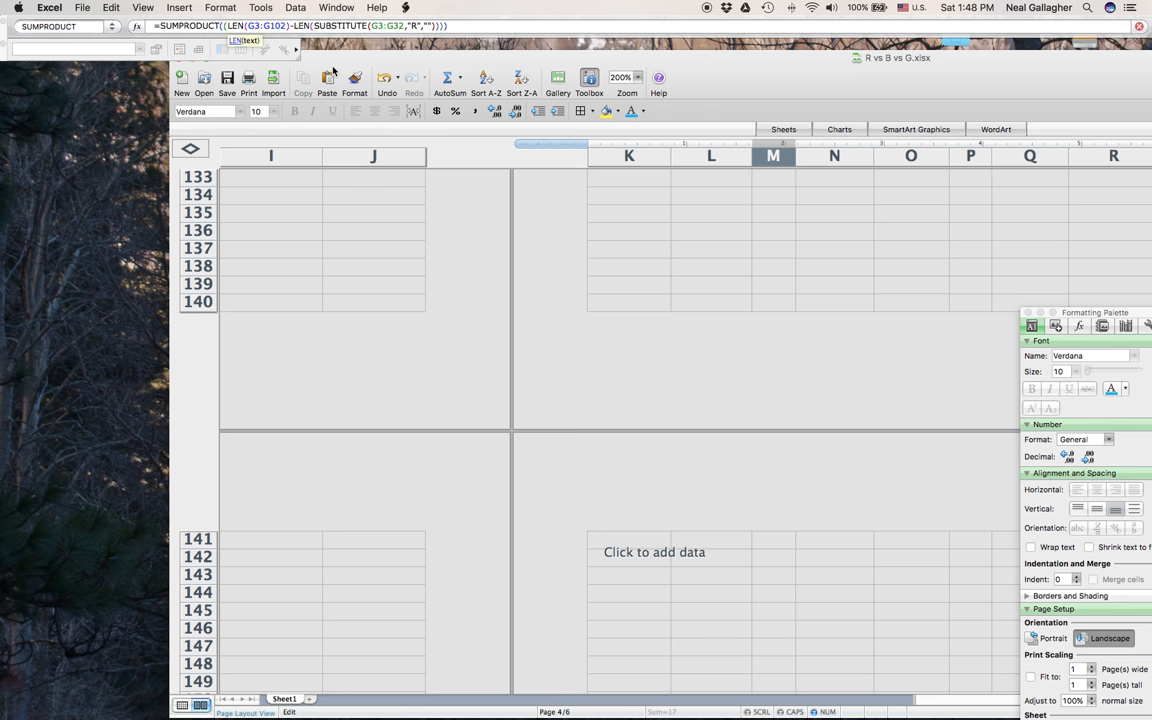 Excel File Edit View Insert Format Tools Data Window Help 100% U.S. Sat 1:48 PM Neal Gallagher
SUMPRODUCT fx =SUMPRODUCT((LEN(G3:G102)-LEN(SUBSTITUTE(G3:G32,"R",""))))
LEN(text)
R vs B vs G.xlsx
200%
New Open Save Print Import Copy Paste Format Undo Redo AutoSum Sort A-Z Sort Z-A Gallery Toolbox Zoom Help
Verdana 10 B I U
Sheets Charts SmartArt Graphics WordArt
I J K L M N O P Q R
133
134
135
136
137
138
139
140
Formatting Palette
Font
Name: Verdana
Size: 10
B I U ABC A
A² A₂
Number
Format: General
Decimal:
Alignment and Spacing
Horizontal:
Vertical:
Orientation: abc
Wrap text Shrink text to f
Indentation and Merge
Indent: 0 Merge cells
Borders and Shading
Page Setup
Orientation
Portrait Landscape
Print Scaling
Fit to: 1 Page(s) wide
1 Page(s) tall
Adjust to 100% normal size
Sheet
141
142 Click to add data
143
144
145
146
147
148
149
Sheet1
Page Layout View Edit Page 4/6 Sum=17 SCRL CAPS NUM